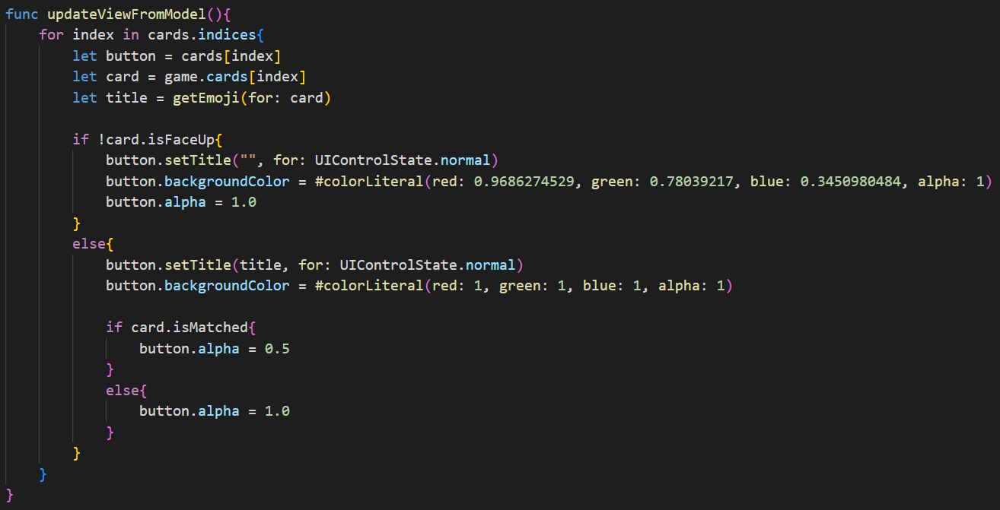 func updateViewFromModel(){
    for index in cards.indices{
        let button = cards[index]
        let card = game.cards[index]
        let title = getEmoji(for: card)

        if !card.isFaceUp{
            button.setTitle("", for: UIControlState.normal)
            button.backgroundColor = #colorLiteral(red: 0.9686274529, green: 0.78039217, blue: 0.3450980484, alpha: 1)
            button.alpha = 1.0
        }
        else{
            button.setTitle(title, for: UIControlState.normal)
            button.backgroundColor = #colorLiteral(red: 1, green: 1, blue: 1, alpha: 1)

            if card.isMatched{
                button.alpha = 0.5
            }
            else{
                button.alpha = 1.0
            }
        }
    }
}